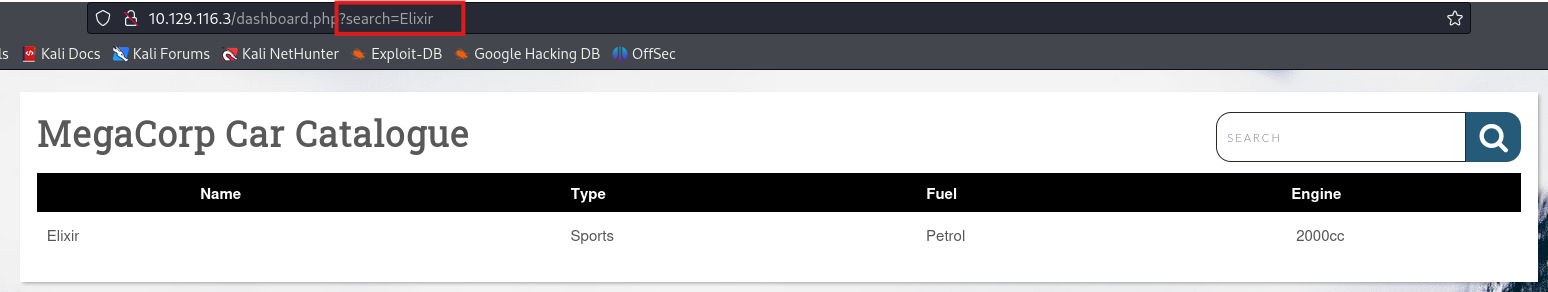 10.129.116.3/dashboard.php?search=Elixir
ls Kali Docs Kali Forums Kali NetHunter Exploit-DB Google Hacking DB OffSec
MegaCorp Car Catalogue
SEARCH
Name Type Fuel Engine
Elixir Sports Petrol 2000cc